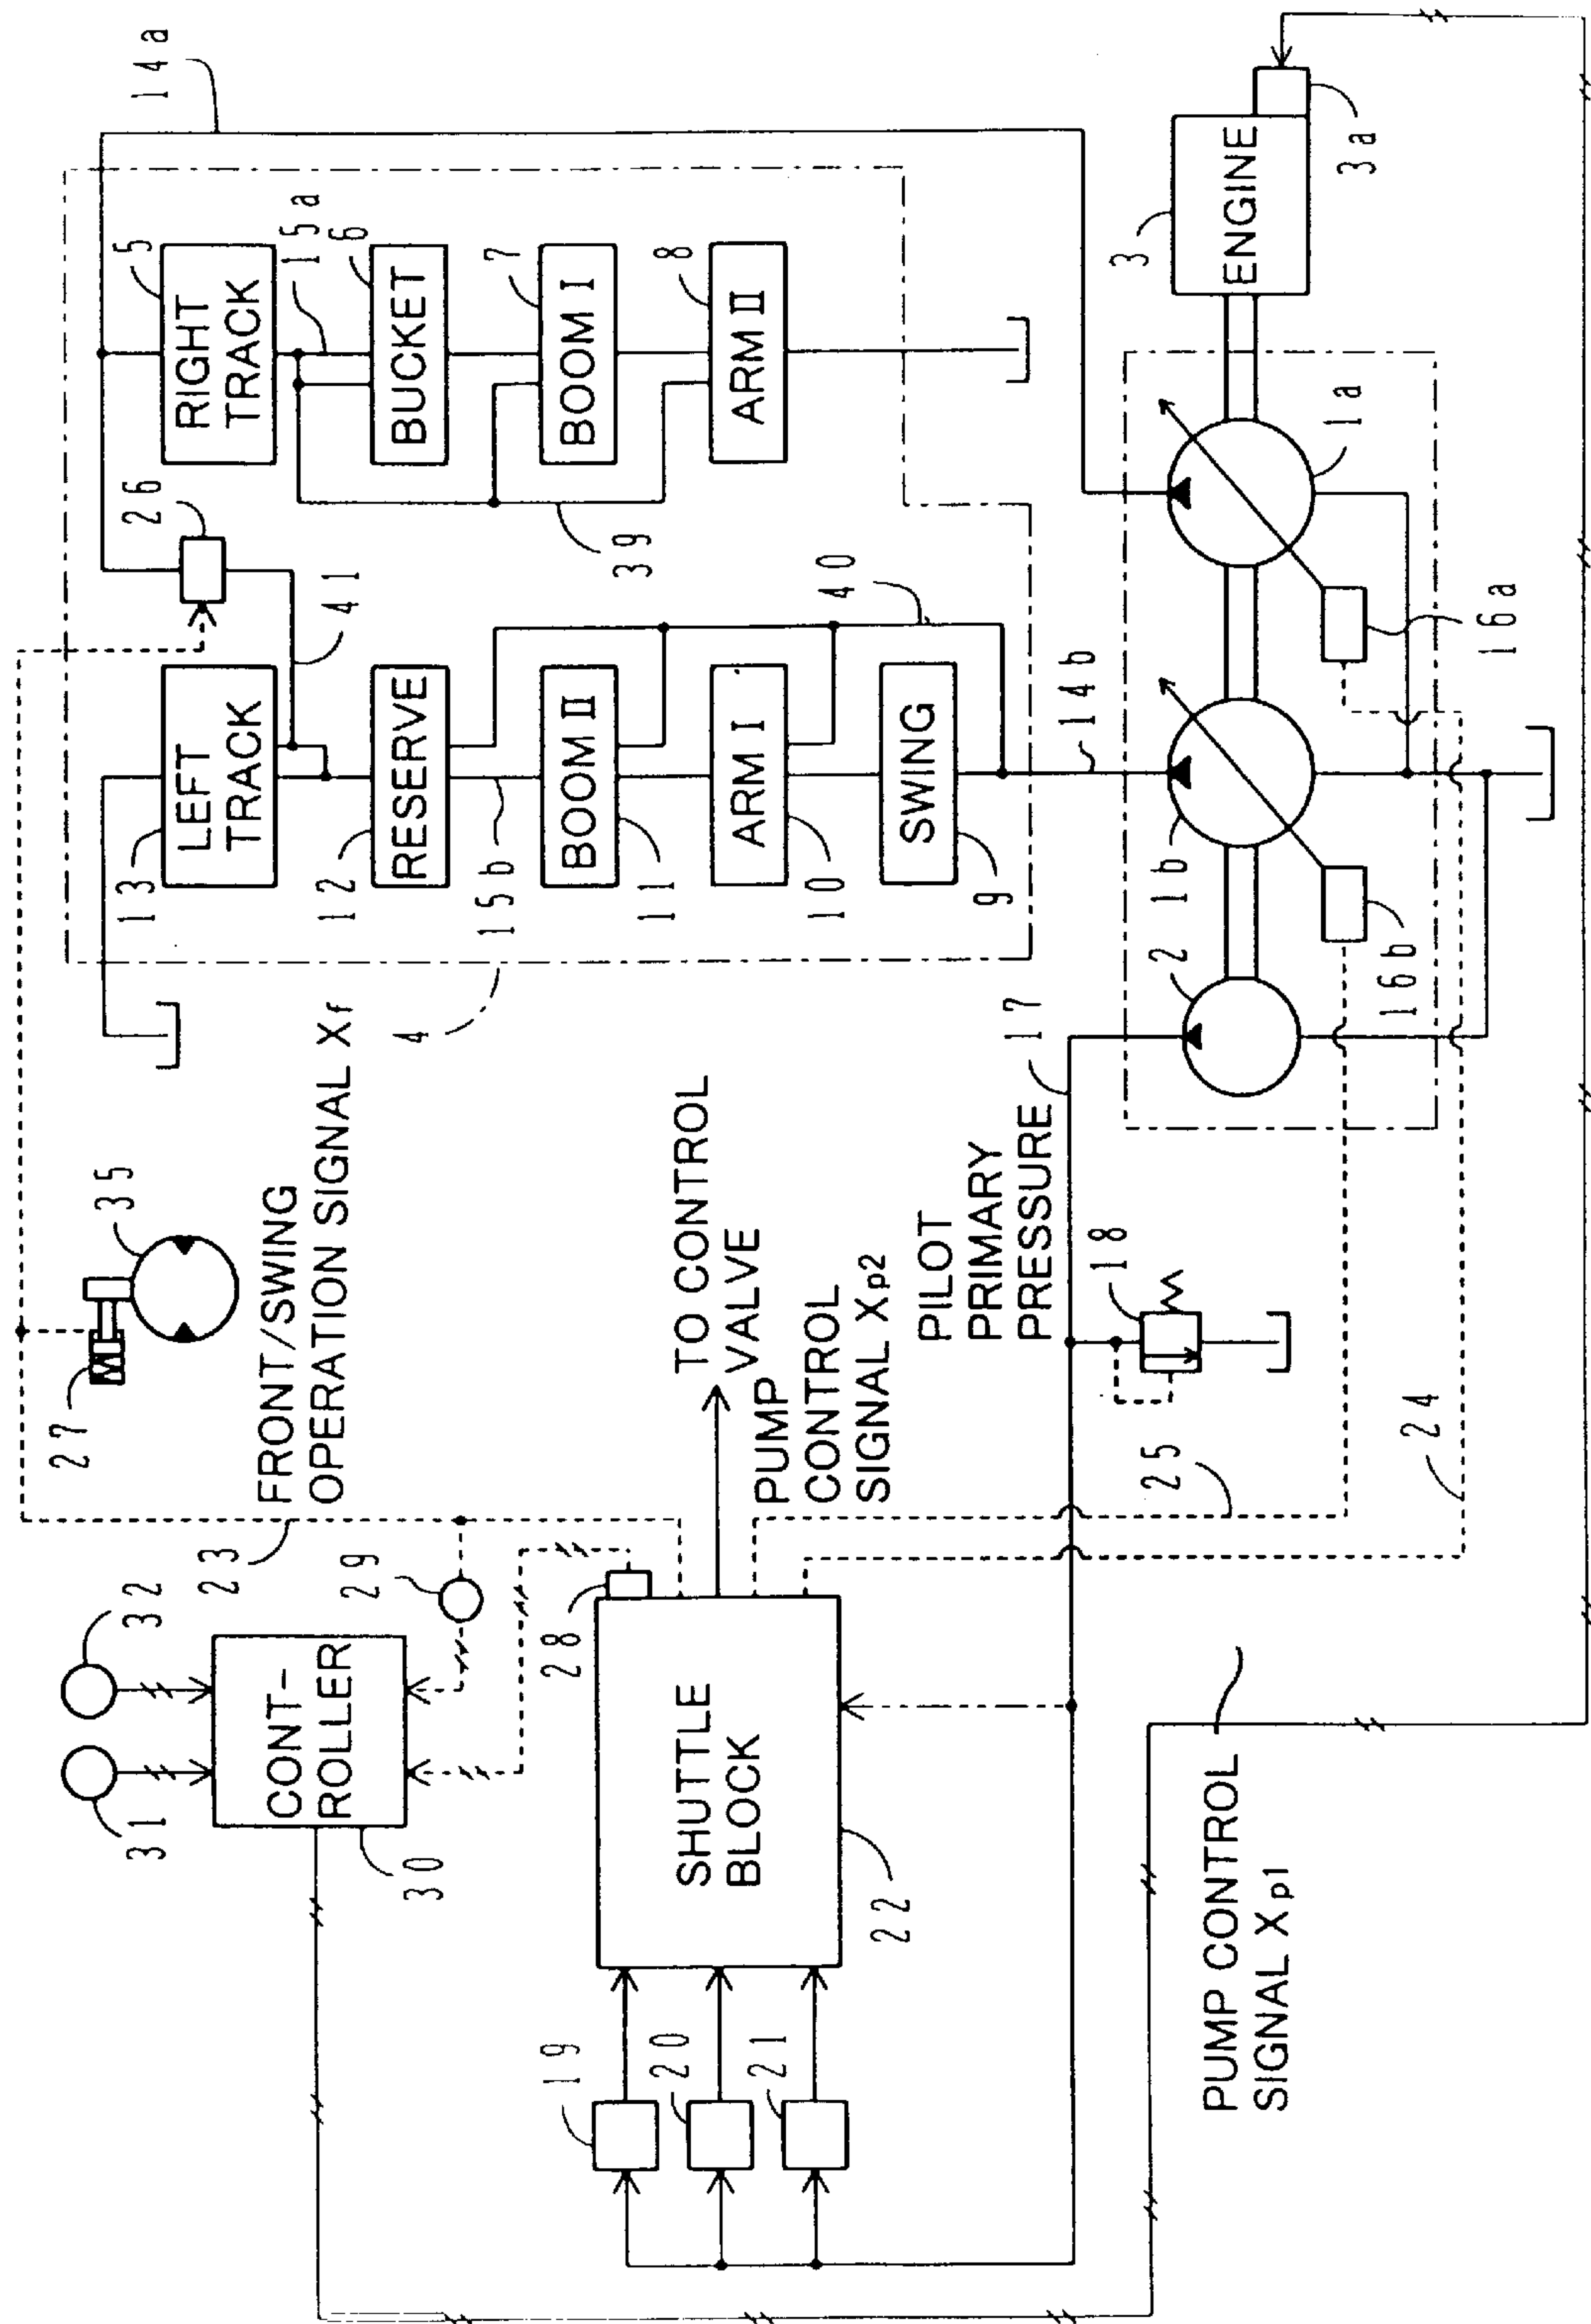 31
32
CONT-
ROLLER
30
29
23
27
35
FRONT/SWING
OPERATION SIGNAL Xf
28
SHUTTLE
BLOCK
22
19
20
21
TO CONTROL
VALVE
PUMP
CONTROL
SIGNAL Xp2
PILOT
PRIMARY
PRESSURE
17
18
25
24
PUMP CONTROL
SIGNAL Xp1
4
13
LEFT
TRACK
12
RESERVE
15b
BOOM II
11
ARM I
10
SWING
9
26
41
40
14b
14a
5
RIGHT
TRACK
15a
6
BUCKET
7
BOOM I
8
ARM II
39
2
1b
1a
16b
16a
3
ENGINE
3a